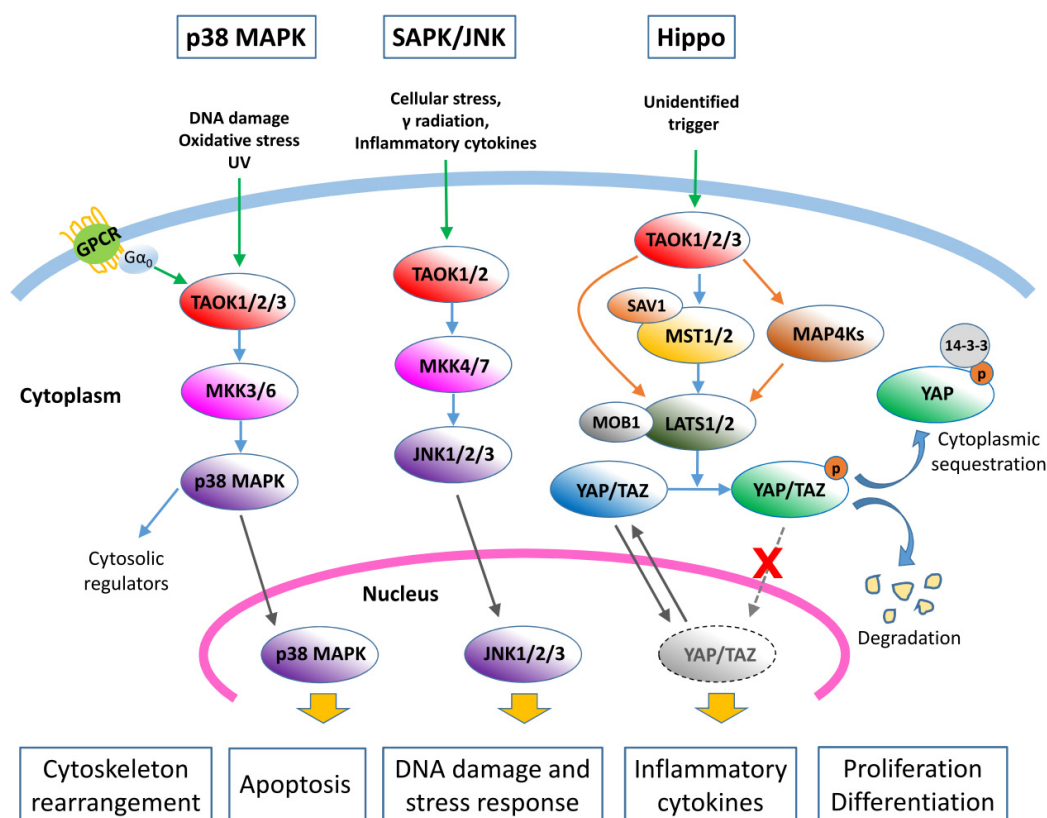 p38 MAPK
SAPK/JNK
Hippo
DNA damage
Oxidative stress
UV
Cellular stress,
γ radiation,
Inflammatory cytokines
Unidentified
trigger
GPCR
Gα0
TAOK1/2/3
MKK3/6
p38 MAPK
Cytosolic
regulators
TAOK1/2
MKK4/7
JNK1/2/3
TAOK1/2/3
SAV1
MST1/2
MAP4Ks
MOB1
LATS1/2
YAP/TAZ
YAP/TAZ
p
14-3-3
p
YAP
Cytoplasmic
sequestration
Degradation
X
Cytoplasm
Nucleus
p38 MAPK
JNK1/2/3
YAP/TAZ
Cytoskeleton
rearrangement
Apoptosis
DNA damage and
stress response
Inflammatory
cytokines
Proliferation
Differentiation